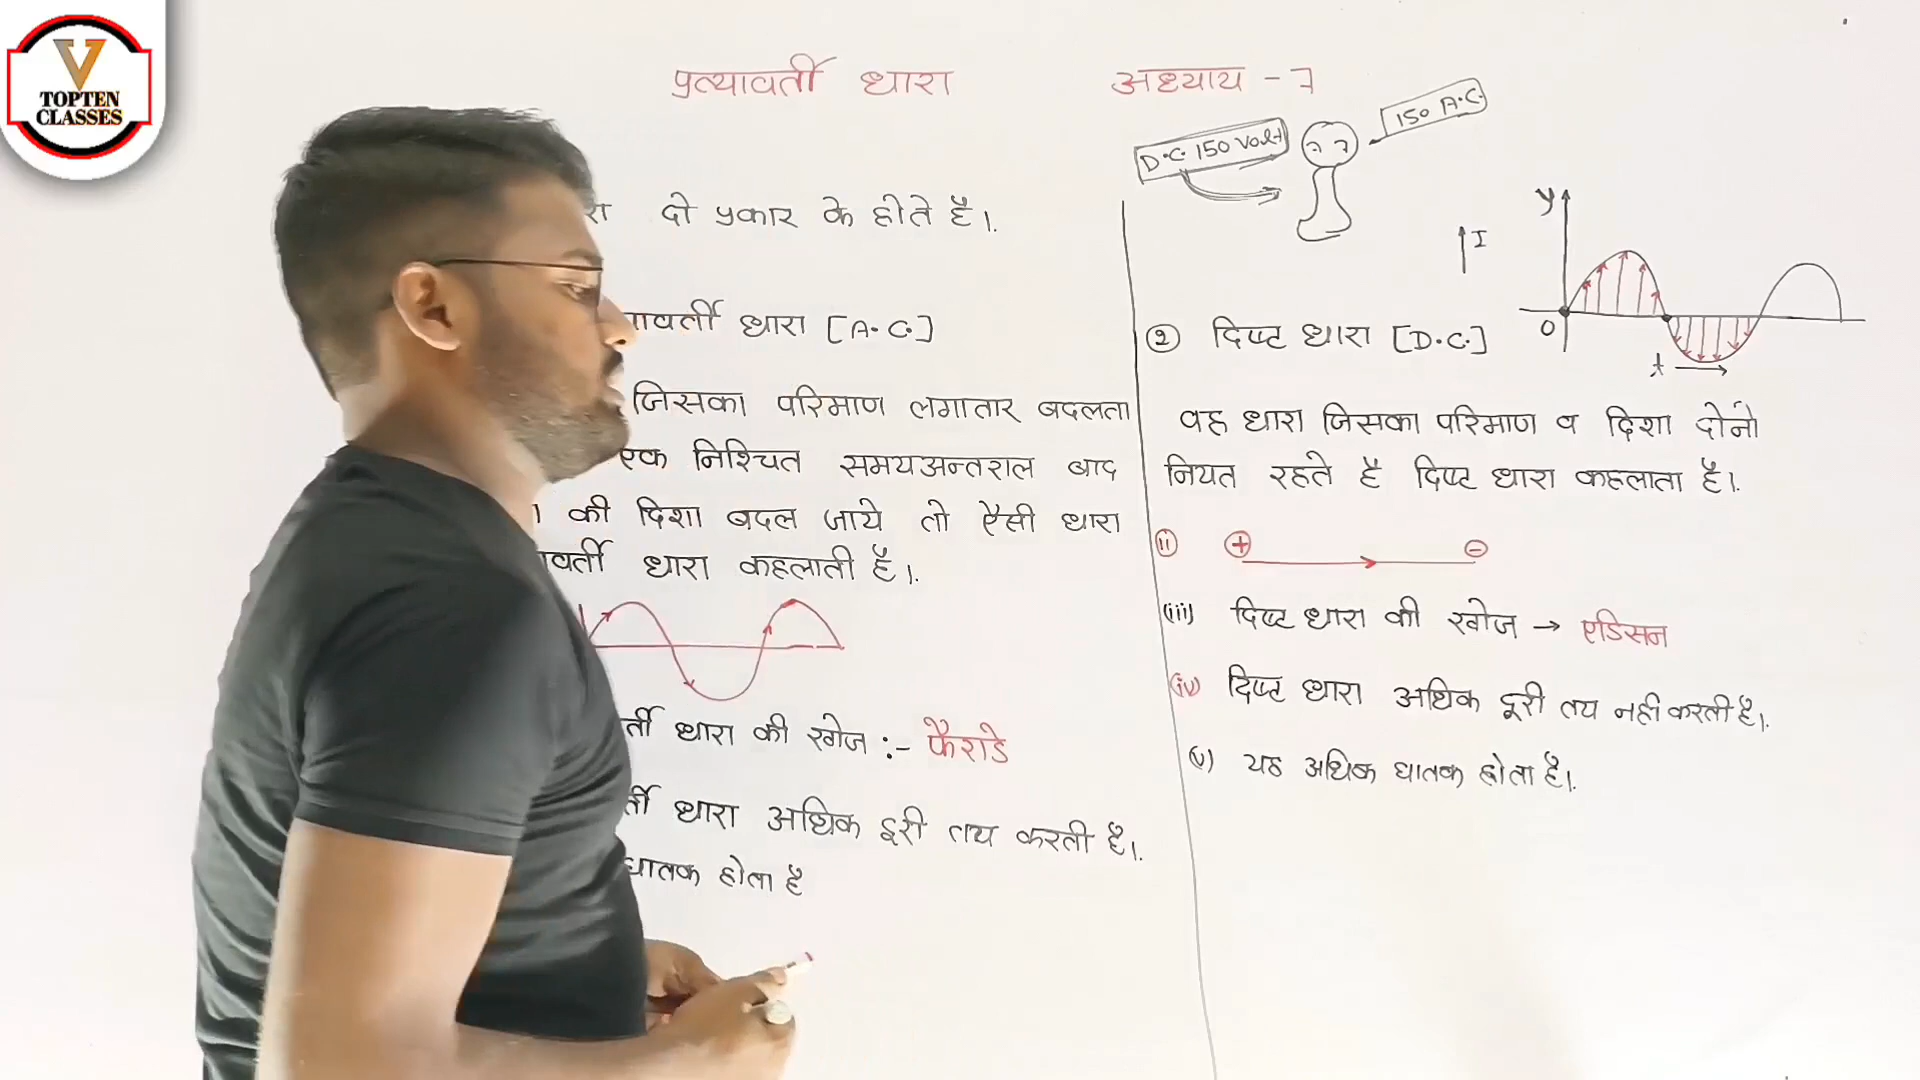 V
TOPTEN
CLASSES
प्रत्यावर्ती धारा
अध्याय - 7
D.C. 150 Volt
150 A.C.
दो प्रकार के होते हैं।
धारा [A.C.]
जिसका परिमाण लगातार बदलता
एक निश्चित समयअन्तराल बाद
की दिशा बदल जाये तो ऐसी धारा
धारा कहलाती हैं।
धारा की खोज :- फैराडे
धारा अधिक दूरी तय करती है।
घातक होता है
y
I
0
t
② दिष्ट धारा [D.C.]
वह धारा जिसका परिमाण व दिशा दोनों
नियत रहते है दिष्ट धारा कहलाता है।
ii + -
(iii) दिष्ट धारा की खोज → एडिसन
(iv) दिष्ट धारा अधिक दूरी तय नही करती है।
(v) यह अधिक घातक होता है।